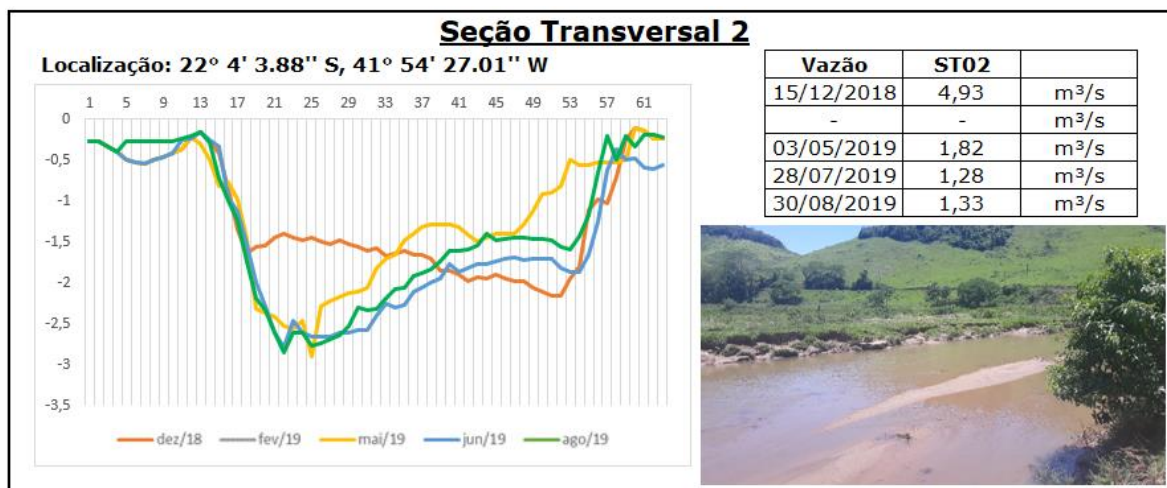 Seção Transversal 2
Localização: 22° 4' 3.88'' S, 41° 54' 27.01'' W
1 5 9 13 17 21 25 29 33 37 41 45 49 53 57 61
0
-0,5
-1
-1,5
-2
-2,5
-3
-3,5
dez/18 fev/19 mai/19 jun/19 ago/19
Vazão ST02
15/12/2018 4,93 m³/s
- - m³/s
03/05/2019 1,82 m³/s
28/07/2019 1,28 m³/s
30/08/2019 1,33 m³/s